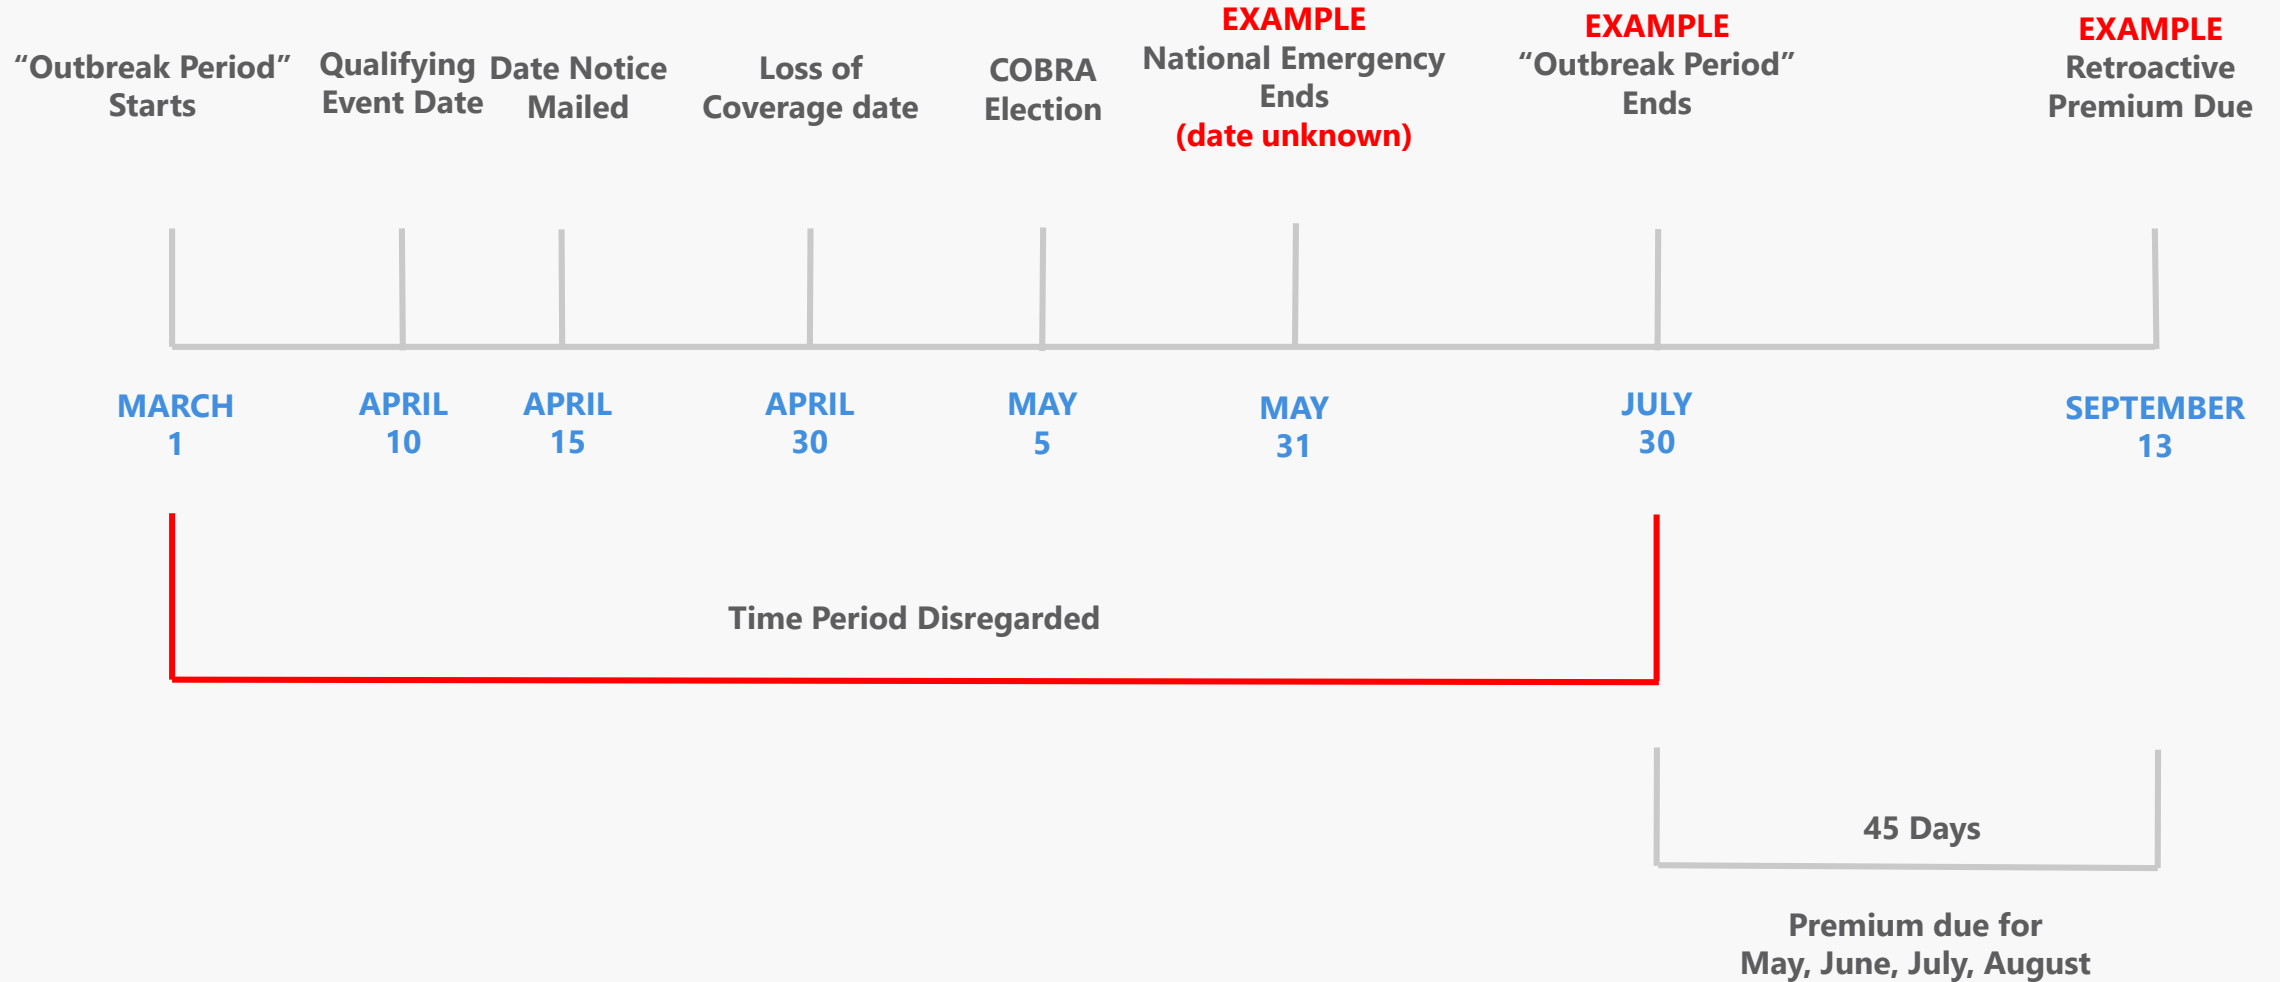 “Outbreak Period”
Starts
Qualifying
Event Date
Date Notice
Mailed
Loss of
Coverage date
COBRA
Election
EXAMPLE
National Emergency
Ends
(date unknown)
EXAMPLE
“Outbreak Period”
Ends
EXAMPLE
Retroactive
Premium Due
MARCH
1
APRIL
10
APRIL
15
APRIL
30
MAY
5
MAY
31
JULY
30
SEPTEMBER
13
Time Period Disregarded
45 Days
Premium due for
May, June, July, August